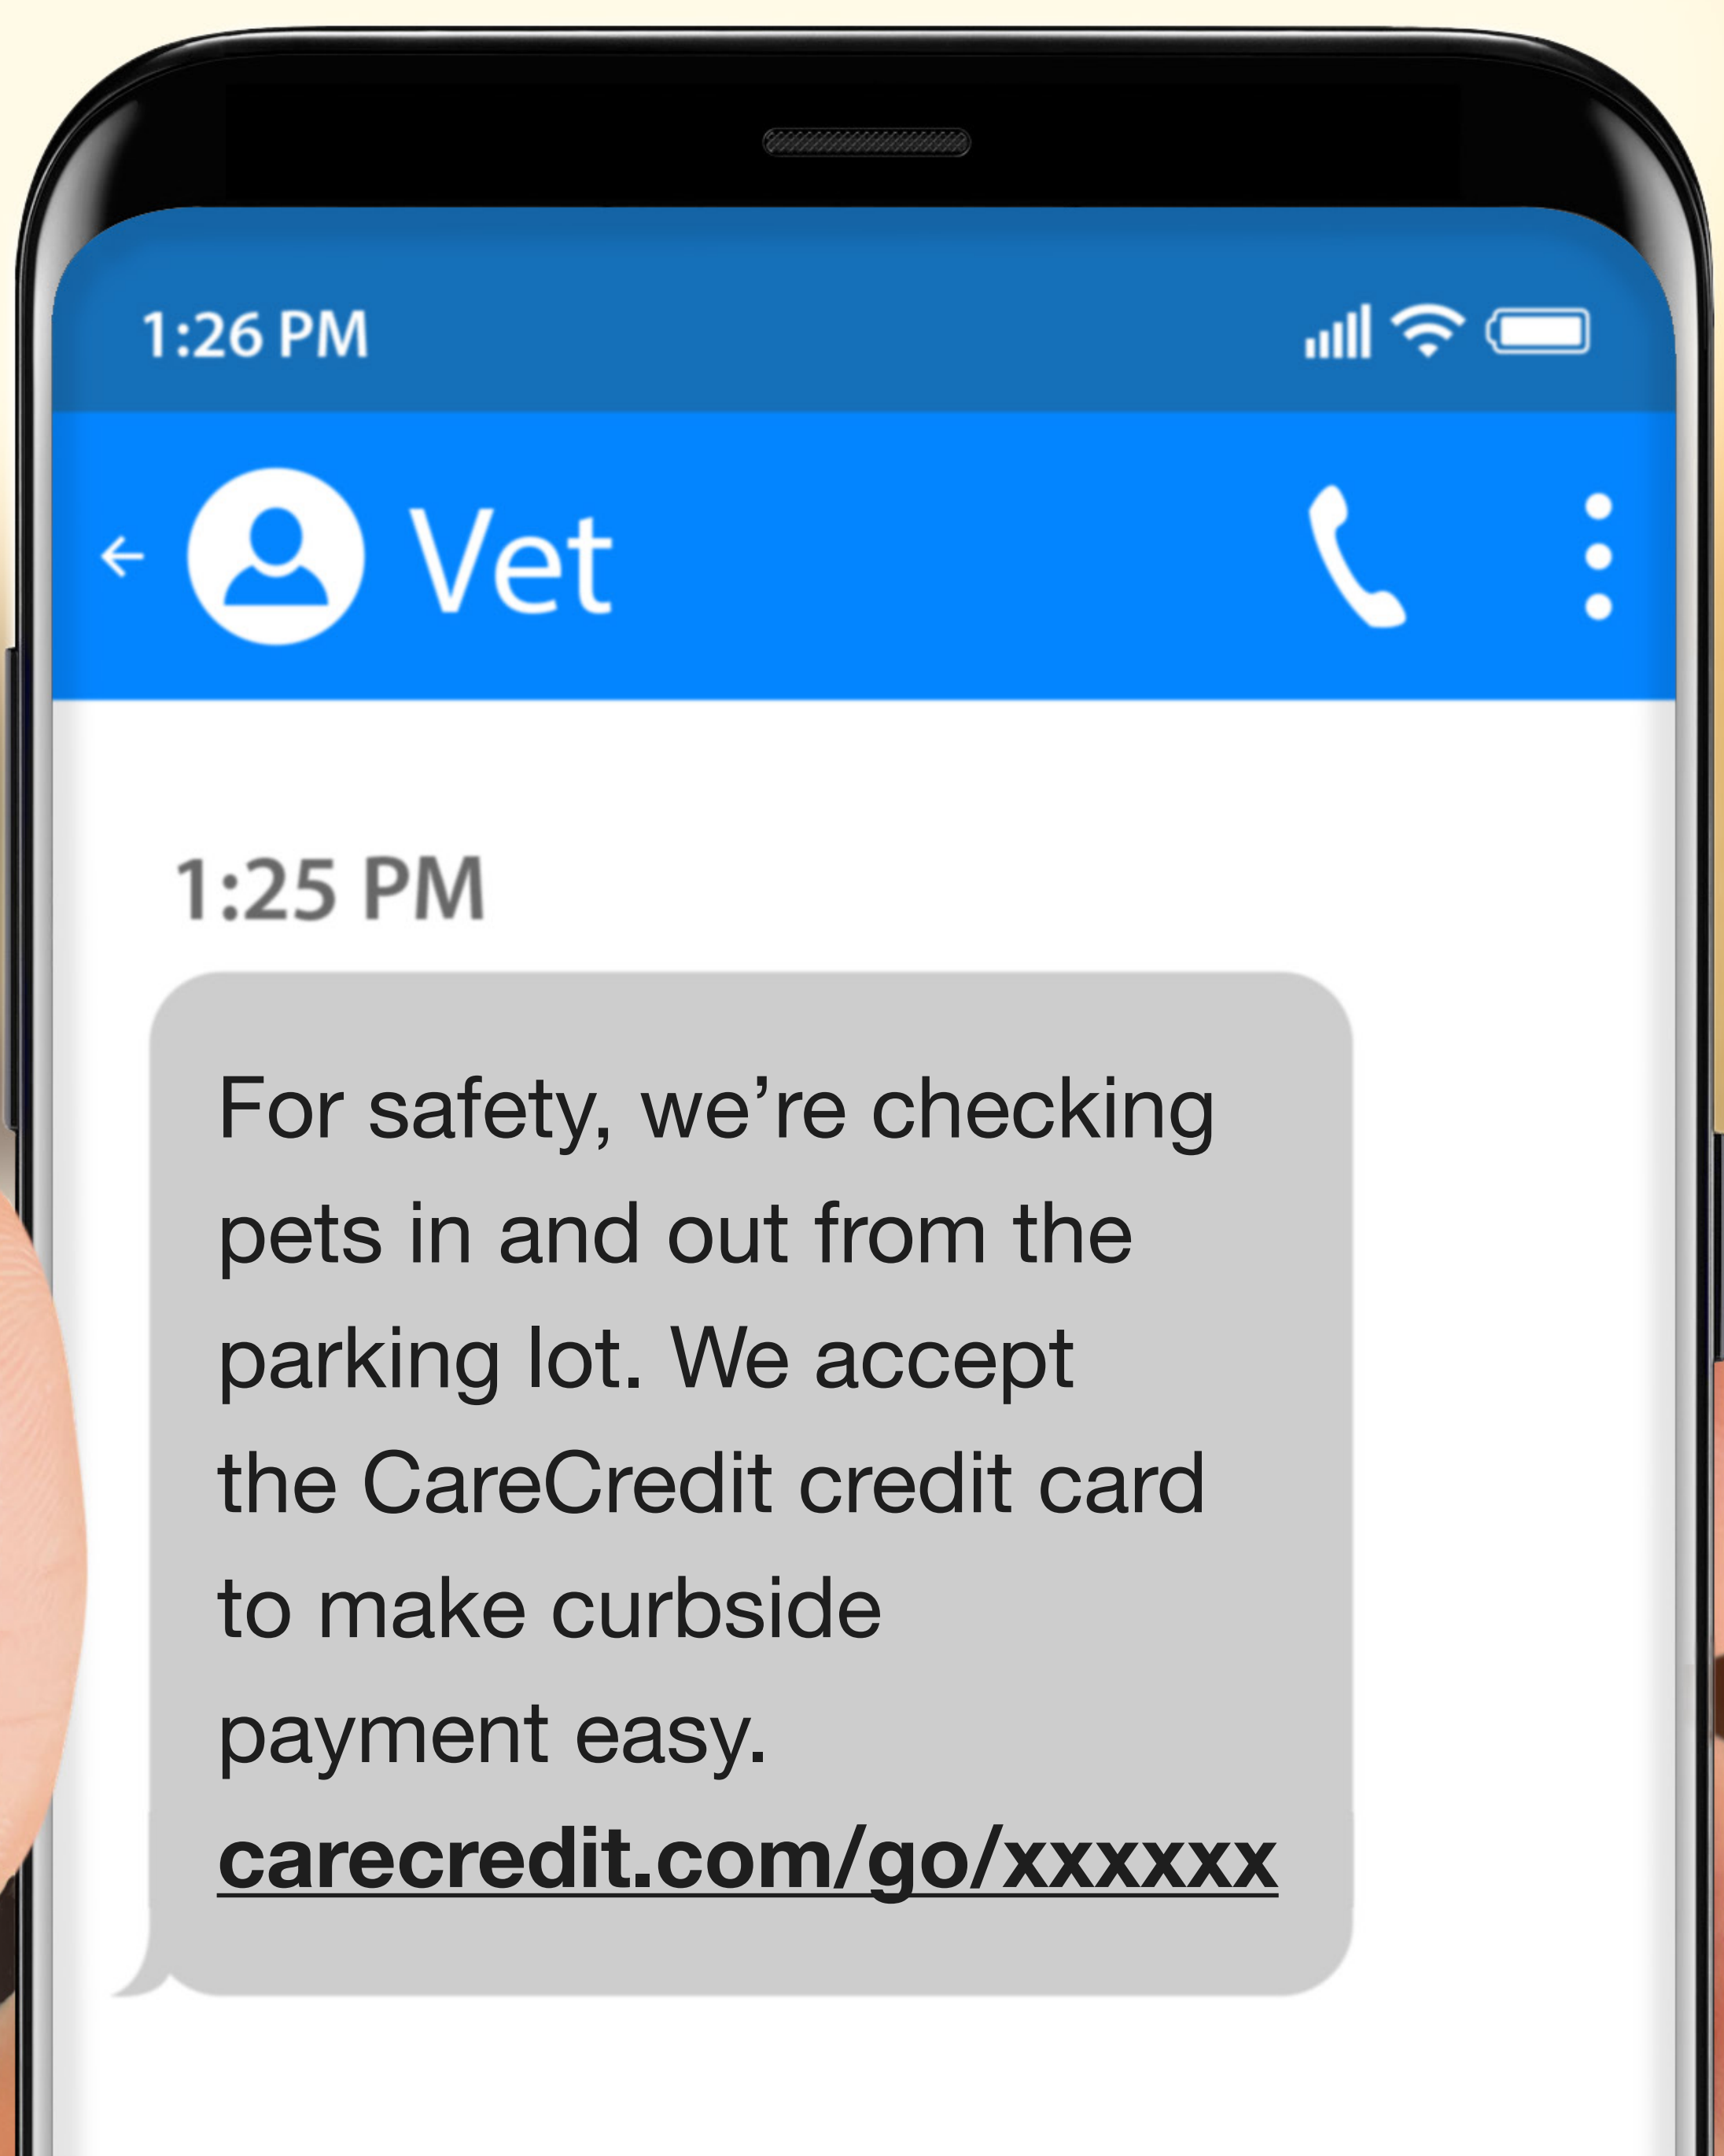 1:26 PM
Vet
1:25 PM
For safety, we’re checking
pets in and out from the
parking lot. We accept
the CareCredit credit card
to make curbside
payment easy.
carecredit.com/go/xxxxxx